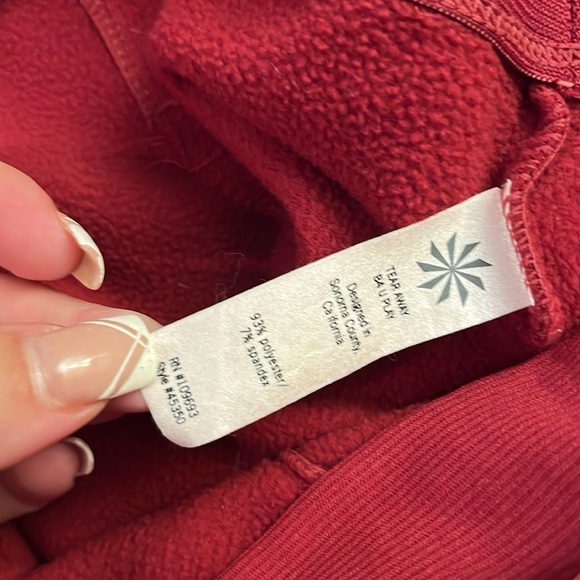 TEAR AWAY
BA U PLAY
Designed in
Sonoma County,
California
93% polyester/
7% spandex
RN #109693
Style #45350